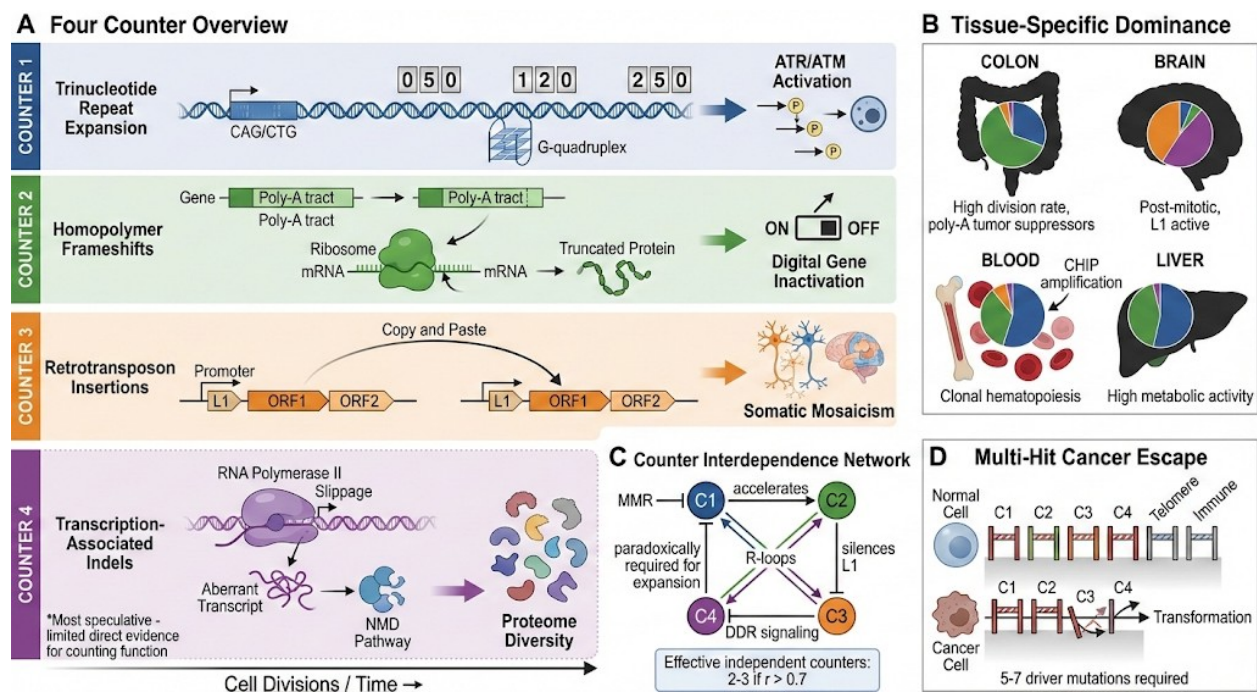 A Four Counter Overview
COUNTER 1
Trinucleotide
Repeat
Expansion
CAG/CTG
0 5 0
1 2 0
2 5 0
G-quadruplex
ATR/ATM
Activation
P
P
P
COUNTER 2
Homopolymer
Frameshifts
Gene
Poly-A tract
Poly-A tract
Poly-A tract
Ribosome
mRNA
mRNA
Truncated Protein
ON
OFF
Digital Gene
Inactivation
COUNTER 3
Retrotransposon
Insertions
Copy and Paste
Promoter
L1
ORF1
ORF2
L1
ORF1
ORF2
Somatic Mosaicism
COUNTER 4
Transcription-
Associated
Indels
*Most speculative -
limited direct evidence
for counting function
RNA Polymerase II
Slippage
Aberrant
Transcript
NMD
Pathway
Proteome
Diversity
Cell Divisions / Time →
B Tissue-Specific Dominance
COLON
High division rate,
poly-A tumor suppressors
BRAIN
Post-mitotic,
L1 active
BLOOD
CHIP
amplification
Clonal hematopoiesis
LIVER
High metabolic activity
C Counter Interdependence Network
MMR
C1
accelerates
C2
paradoxically
required for
expansion
R-loops
silences
L1
C4
DDR signaling
C3
Effective independent counters:
2-3 if r > 0.7
D Multi-Hit Cancer Escape
Normal
Cell
C1
C2
C3
C4
Telomere
Immune
Cancer
Cell
C1
C2
C3
C4
Transformation
5-7 driver mutations required